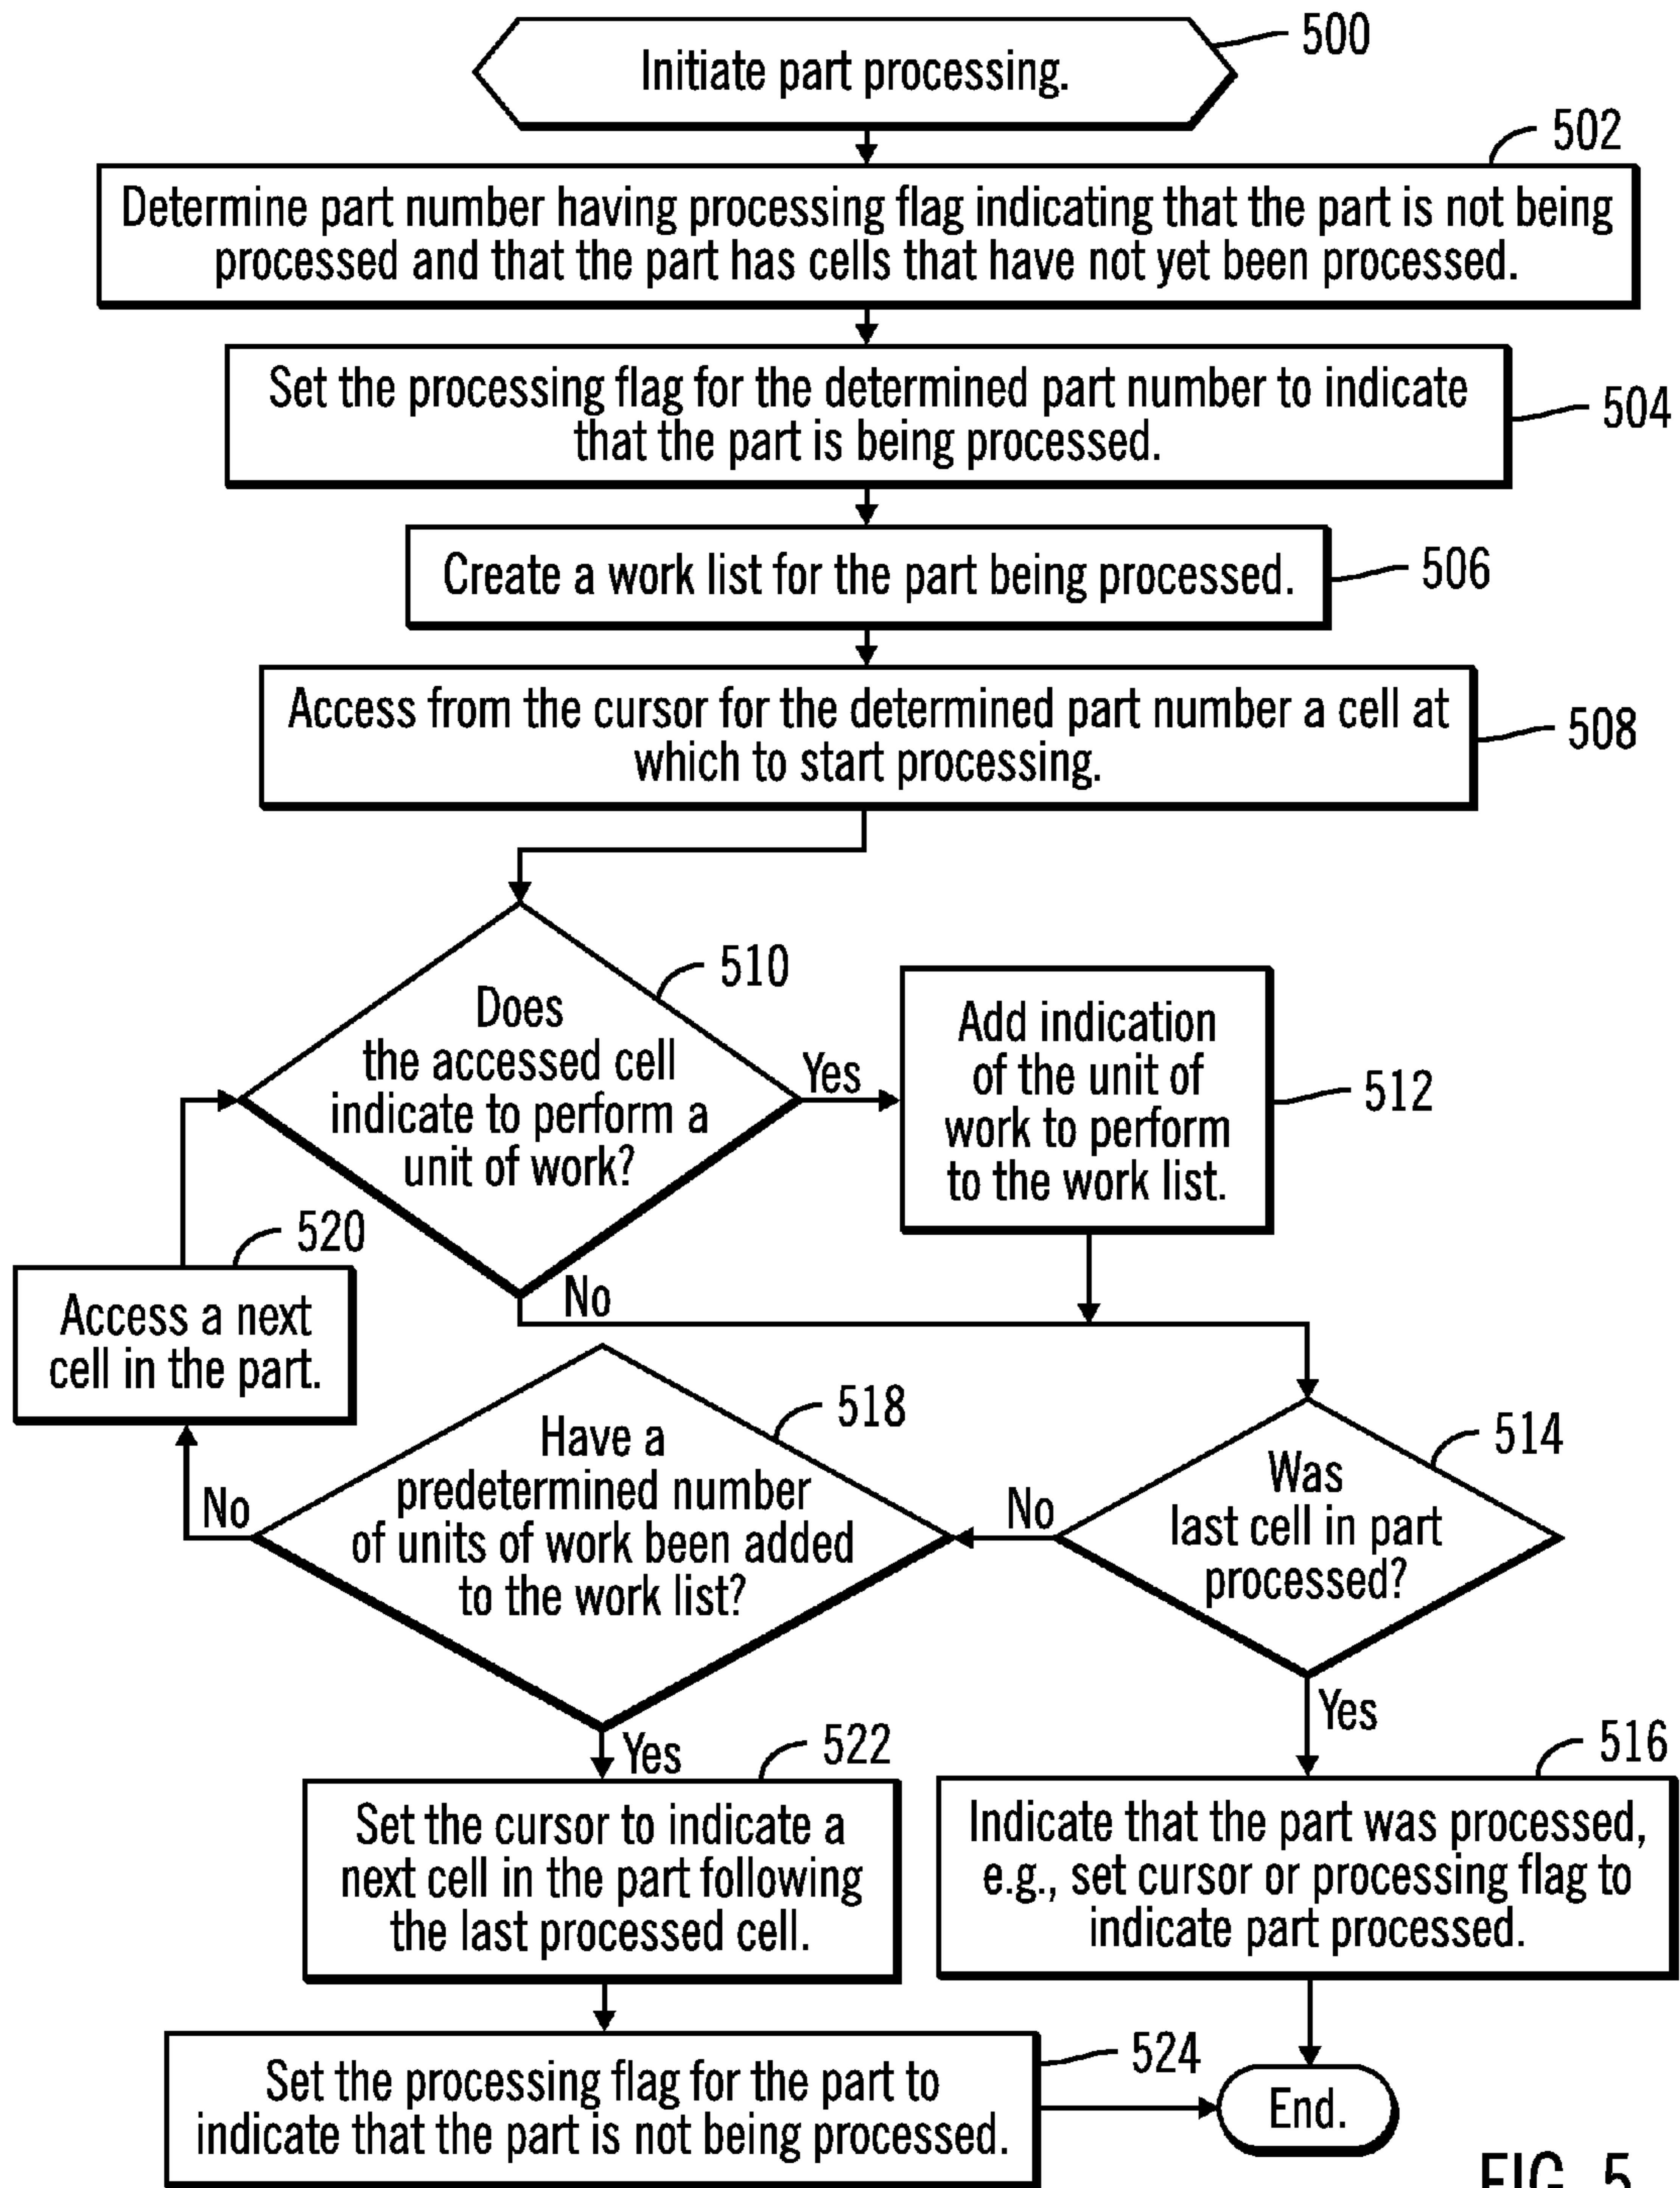 Initiate part processing.
500
502
Determine part number having processing flag indicating that the part is not being
processed and that the part has cells that have not yet been processed.
Set the processing flag for the determined part number to indicate
that the part is being processed.
504
Create a work list for the part being processed.
506
Access from the cursor for the determined part number a cell at
which to start processing.
508
Does
the accessed cell
indicate to perform a
unit of work?
510
Yes
Add indication
of the unit of
work to perform
to the work list.
512
No
520
Access a next
cell in the part.
No
Have a
predetermined number
of units of work been added
to the work list?
518
No
Was
last cell in part
processed?
514
Yes
522
Set the cursor to indicate a
next cell in the part following
the last processed cell.
Yes
516
Indicate that the part was processed,
e.g., set cursor or processing flag to
indicate part processed.
Set the processing flag for the part to
indicate that the part is not being processed.
524
End.
FIG. 5